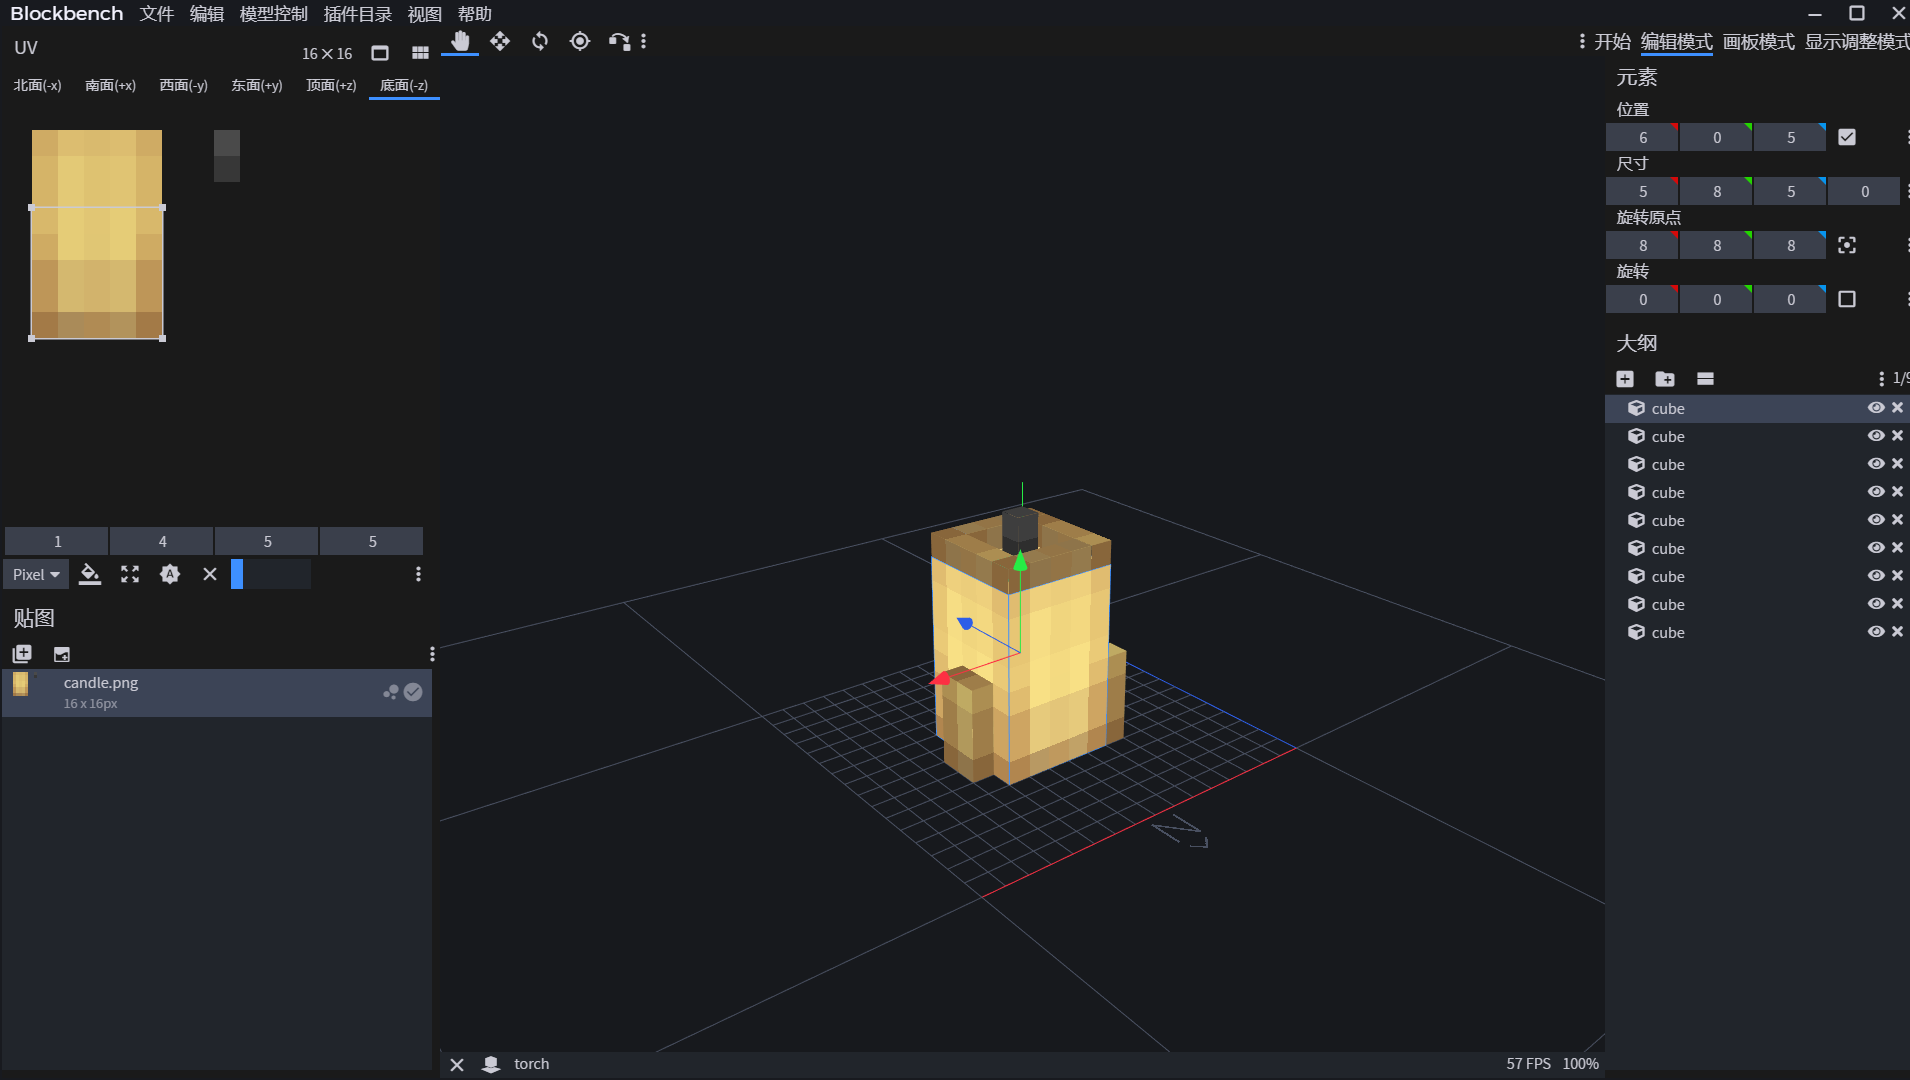 Blockbench 文件 编辑 模型控制 插件目录 视图 帮助
UV
16×16
北面(-x) 南面(+x) 西面(-y) 东面(+y) 顶面(+z) 底面(-z)
1 4 5 5
Pixel
贴图
candle.png
16 x 16px
N
torch
57 FPS 100%
开始 编辑模式 画板模式 显示调整模式
元素
位置
6 0 5
尺寸
5 8 5 0
旋转原点
8 8 8
旋转
0 0 0
大纲
1/9
cube
cube
cube
cube
cube
cube
cube
cube
cube